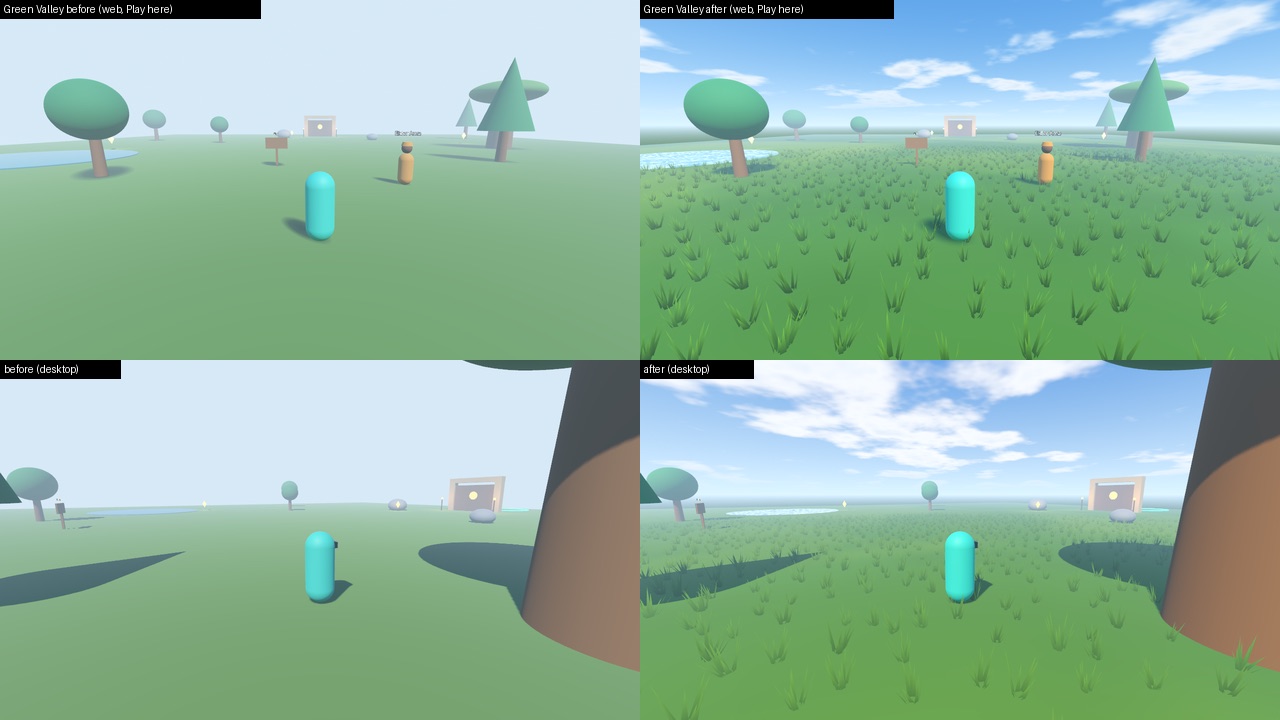 Green Valley before (web, Play here)
Green Valley after (web, Play here)
before (desktop)
after (desktop)